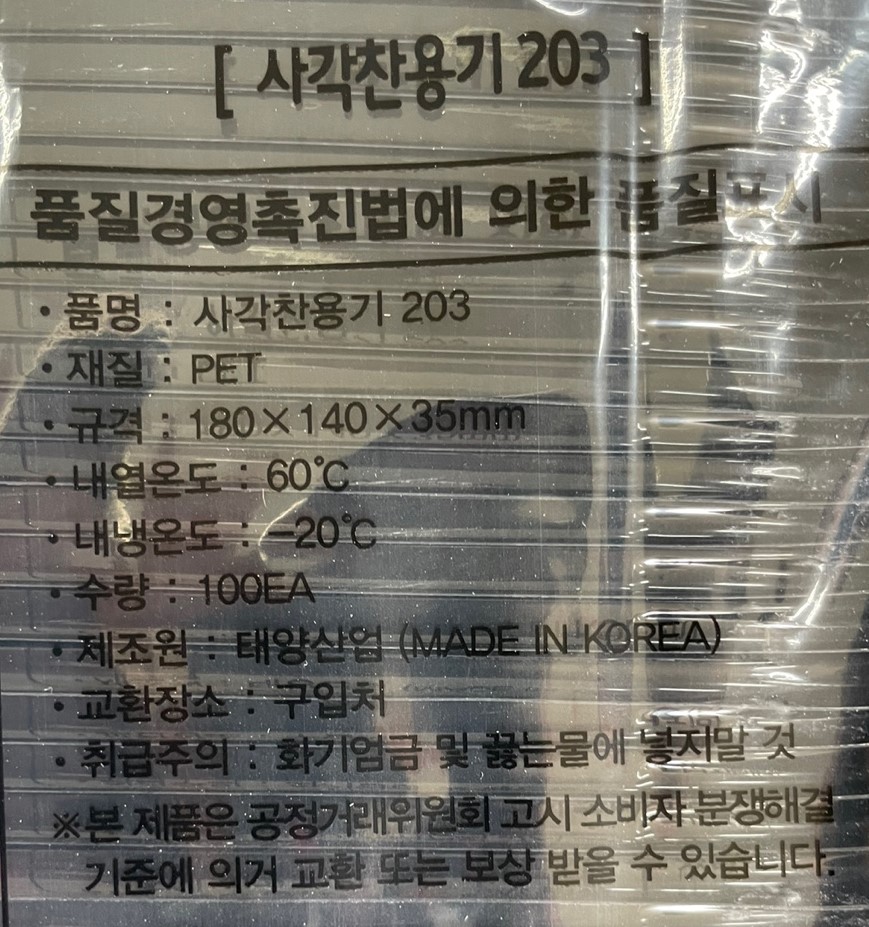 [ 사각찬용기 203 ]
품질경영촉진법에 의한 품질표시
• 품명 : 사각찬용기 203
• 재질 : PET
• 규격 : 180×140×35mm
• 내열온도 : 60℃
• 내냉온도 : -20℃
• 수량 : 100EA
• 제조원 : 태양산업 (MADE IN KOREA)
• 교환장소 : 구입처
• 취급주의 : 화기엄금 및 끓는물에 넣지말 것
※본 제품은 공정거래위원회 고시 소비자 분쟁해결
기준에 의거 교환 또는 보상 받을 수 있습니다.